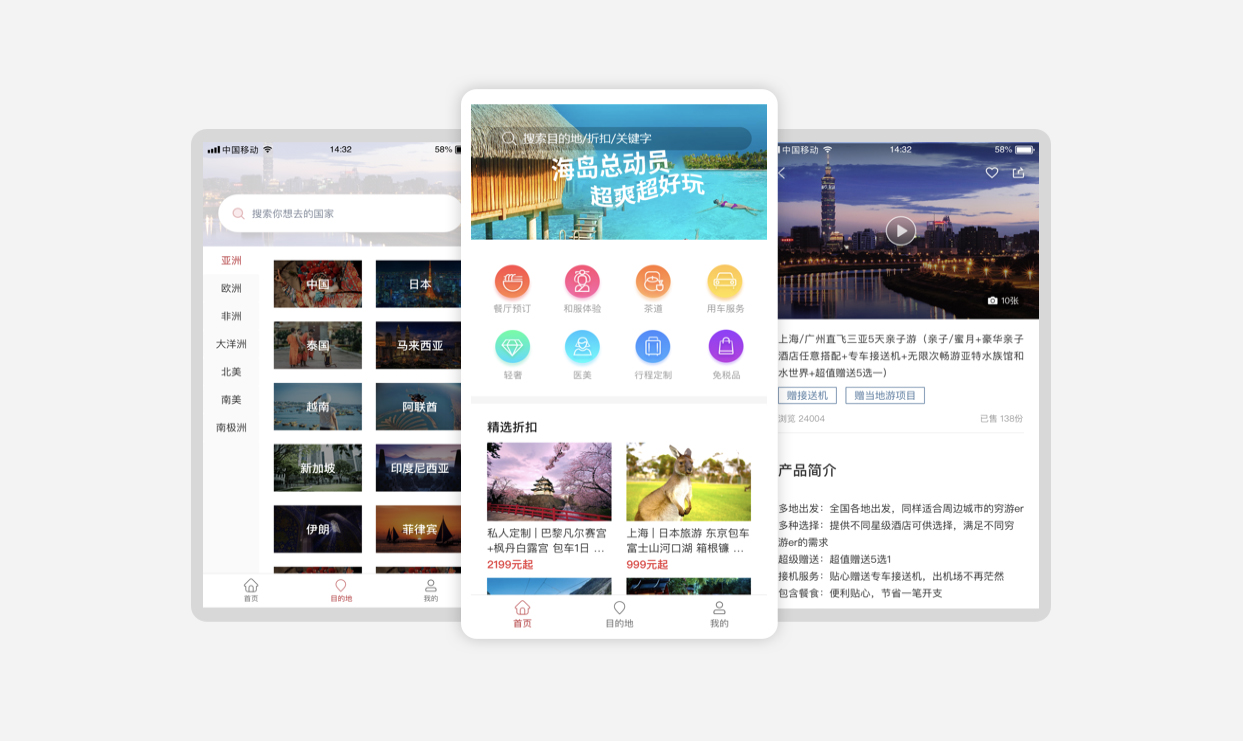 中国移动
14:32
58%
搜索你想去的国家
亚洲
欧洲
非洲
大洋洲
北美
南美
南极洲
中国
日本
泰国
马来西亚
越南
阿联酋
新加坡
印度尼西亚
伊朗
菲律宾
首页
目的地
我的
搜索目的地/折扣/关键字
海岛总动员
超爽超好玩
餐厅预订
和服体验
茶道
用车服务
轻奢
医美
行程定制
免税品
精选折扣
私人定制 | 巴黎凡尔赛宫
+枫丹白露宫 包车1日 ...
2199元起
上海 | 日本旅游 东京包车
富士山河口湖 箱根镰 ...
999元起
首页
目的地
我的
中国移动
14:32
58%
10张
上海/广州直飞三亚5天亲子游（亲子/蜜月+豪华亲子
酒店任意搭配+专车接送机+无限次畅游亚特水族馆和
水世界+超值赠送5选一）
赠接送机
赠当地游项目
浏览 24004
已售 138份
产品简介
多地出发：全国各地出发，同样适合周边城市的穷游er
多种选择：提供不同星级酒店可供选择，满足不同穷
游er的需求
超级赠送：超值赠送5选1
接机服务：贴心赠送专车接送机，出机场不再茫然
包含餐食：便利贴心，节省一笔开支